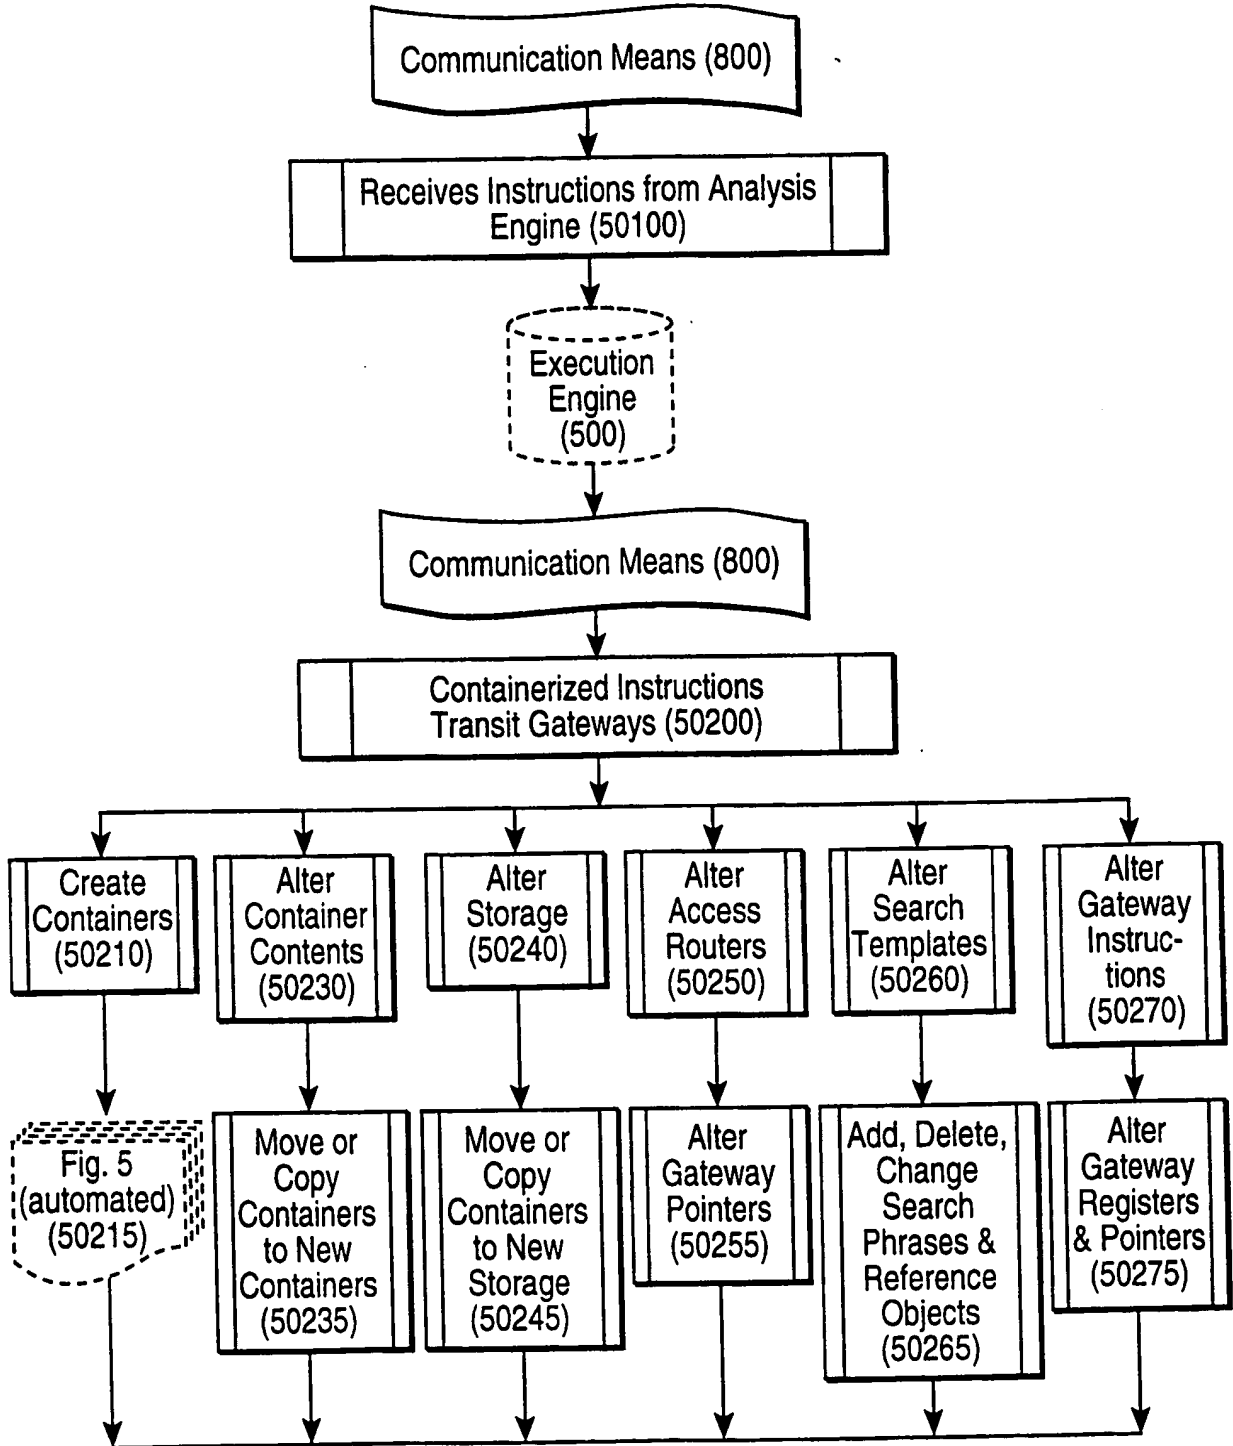 Communication Means (800)
Receives Instructions from Analysis
Engine (50100)
Execution
Engine
(500)
Communication Means (800)
Containerized Instructions
Transit Gateways (50200)
Create
Containers
(50210)
Alter
Container
Contents
(50230)
Alter
Storage
(50240)
Alter
Access
Routers
(50250)
Alter
Search
Templates
(50260)
Alter
Gateway
Instruc-
tions
(50270)
Fig. 5
(automated)
(50215)
Move or
Copy
Containers
to New
Containers
(50235)
Move or
Copy
Containers
to New
Storage
(50245)
Alter
Gateway
Pointers
(50255)
Add, Delete,
Change
Search
Phrases &
Reference
Objects
(50265)
Alter
Gateway
Registers
& Pointers
(50275)